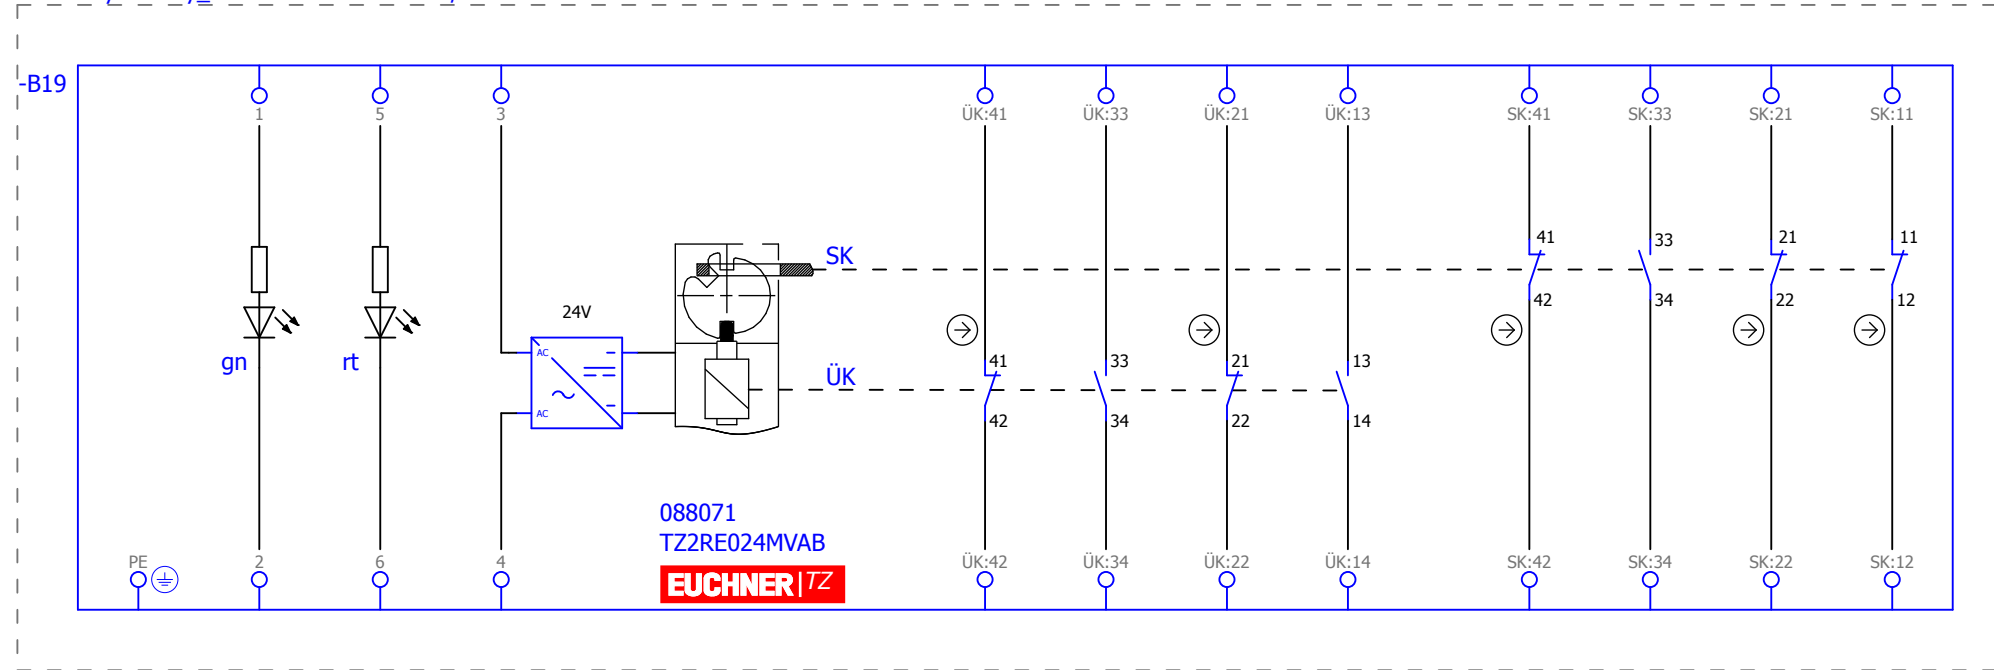 -B19
1
5
3
ÜK:41
ÜK:33
ÜK:21
ÜK:13
SK:41
SK:33
SK:21
SK:11
41
33
21
11
SK
42
34
22
12
24V
gn
rt
AC
AC
ÜK
41
33
21
13
42
34
22
14
088071
TZ2RE024MVAB
EUCHNER|TZ
PE
2
6
4
ÜK:42
ÜK:34
ÜK:22
ÜK:14
SK:42
SK:34
SK:22
SK:12